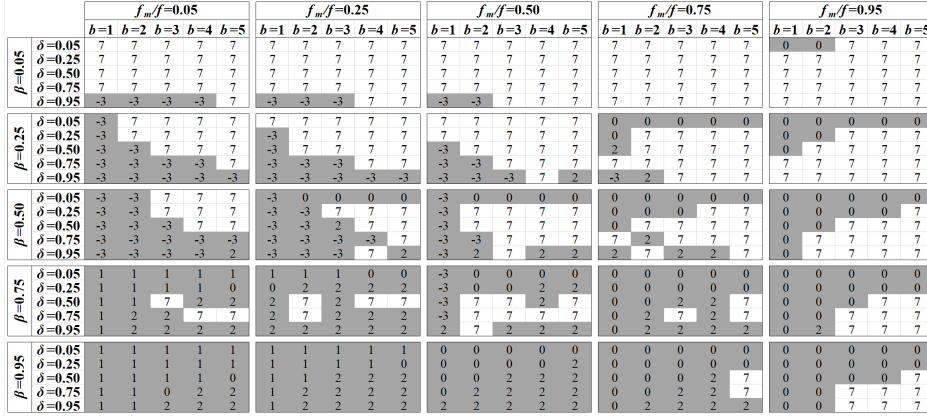 f_m/f=0.05 f_m/f=0.25 f_m/f=0.50 f_m/f=0.75 f_m/f=0.95
b=1 b=2 b=3 b=4 b=5 b=1 b=2 b=3 b=4 b=5 b=1 b=2 b=3 b=4 b=5 b=1 b=2 b=3 b=4 b=5 b=1 b=2 b=3 b=4 b=5
β=0.05
δ=0.05 7 7 7 7 7 7 7 7 7 7 7 7 7 7 7 7 7 7 7 7 0 0 7 7 7
δ=0.25 7 7 7 7 7 7 7 7 7 7 7 7 7 7 7 7 7 7 7 7 7 7 7 7 7
δ=0.50 7 7 7 7 7 7 7 7 7 7 7 7 7 7 7 7 7 7 7 7 7 7 7 7 7
δ=0.75 7 7 7 7 7 7 7 7 7 7 7 7 7 7 7 7 7 7 7 7 7 7 7 7 7
δ=0.95 -3 -3 -3 -3 7 -3 -3 -3 7 7 -3 -3 7 7 7 7 7 7 7 7 7 7 7 7 7
β=0.25
δ=0.05 -3 7 7 7 7 7 7 7 7 7 7 7 7 7 7 0 0 0 0 0 0 0 0 0 0
δ=0.25 -3 7 7 7 7 -3 7 7 7 7 7 7 7 7 7 0 7 7 7 7 0 0 7 7 7
δ=0.50 -3 -3 7 7 7 -3 7 7 7 7 -3 7 7 7 7 2 7 7 7 7 0 7 7 7 7
δ=0.75 -3 -3 -3 -3 7 -3 -3 -3 7 7 -3 -3 7 7 7 7 7 7 7 7 7 7 7 7 7
δ=0.95 -3 -3 -3 -3 -3 -3 -3 -3 -3 -3 -3 -3 -3 7 2 -3 2 7 7 7 7 7 7 7 7
β=0.50
δ=0.05 -3 -3 7 7 7 -3 0 0 0 0 -3 0 0 0 0 0 0 0 0 0 0 0 0 0 0
δ=0.25 -3 -3 7 7 7 -3 -3 7 7 7 -3 7 7 7 7 0 0 0 7 7 0 0 0 0 7
δ=0.50 -3 -3 -3 7 7 -3 -3 2 7 7 -3 7 7 7 7 0 7 7 7 7 0 0 7 7 7
δ=0.75 -3 -3 -3 -3 -3 -3 -3 -3 -3 7 -3 -3 7 7 7 7 2 7 7 7 0 7 7 7 7
δ=0.95 -3 -3 -3 -3 2 -3 -3 -3 7 2 -3 7 7 2 2 2 7 2 2 7 0 7 7 7 7
β=0.75
δ=0.05 1 1 1 1 1 1 1 1 0 0 -3 0 0 0 0 0 0 0 0 0 0 0 0 0 0
δ=0.25 1 1 1 1 0 0 2 2 2 2 -3 0 0 2 2 0 0 0 0 0 0 0 0 0 0
δ=0.50 1 1 7 2 2 2 7 2 7 7 -3 7 7 2 7 0 0 2 2 7 0 0 0 7 7
δ=0.75 1 2 2 7 7 2 7 2 2 2 -3 7 7 7 7 0 2 7 2 7 0 0 7 7 7
δ=0.95 1 2 2 2 2 2 2 2 2 2 2 7 2 2 2 0 2 2 2 2 0 2 7 7 7
β=0.95
δ=0.05 1 1 1 1 1 1 1 1 1 1 0 0 0 0 0 0 0 0 0 0 0 0 0 0 0
δ=0.25 1 1 1 1 1 1 1 1 1 0 0 0 0 0 2 0 0 0 0 0 0 0 0 0 0
δ=0.50 1 1 1 1 0 1 1 2 2 2 0 0 2 2 2 0 0 0 2 7 0 0 0 0 7
δ=0.75 1 1 0 2 2 1 2 2 2 2 0 2 2 2 2 0 0 2 2 7 0 0 7 7 7
δ=0.95 1 1 2 2 2 1 2 2 2 2 0 2 2 2 2 0 2 2 2 2 0 0 7 7 7